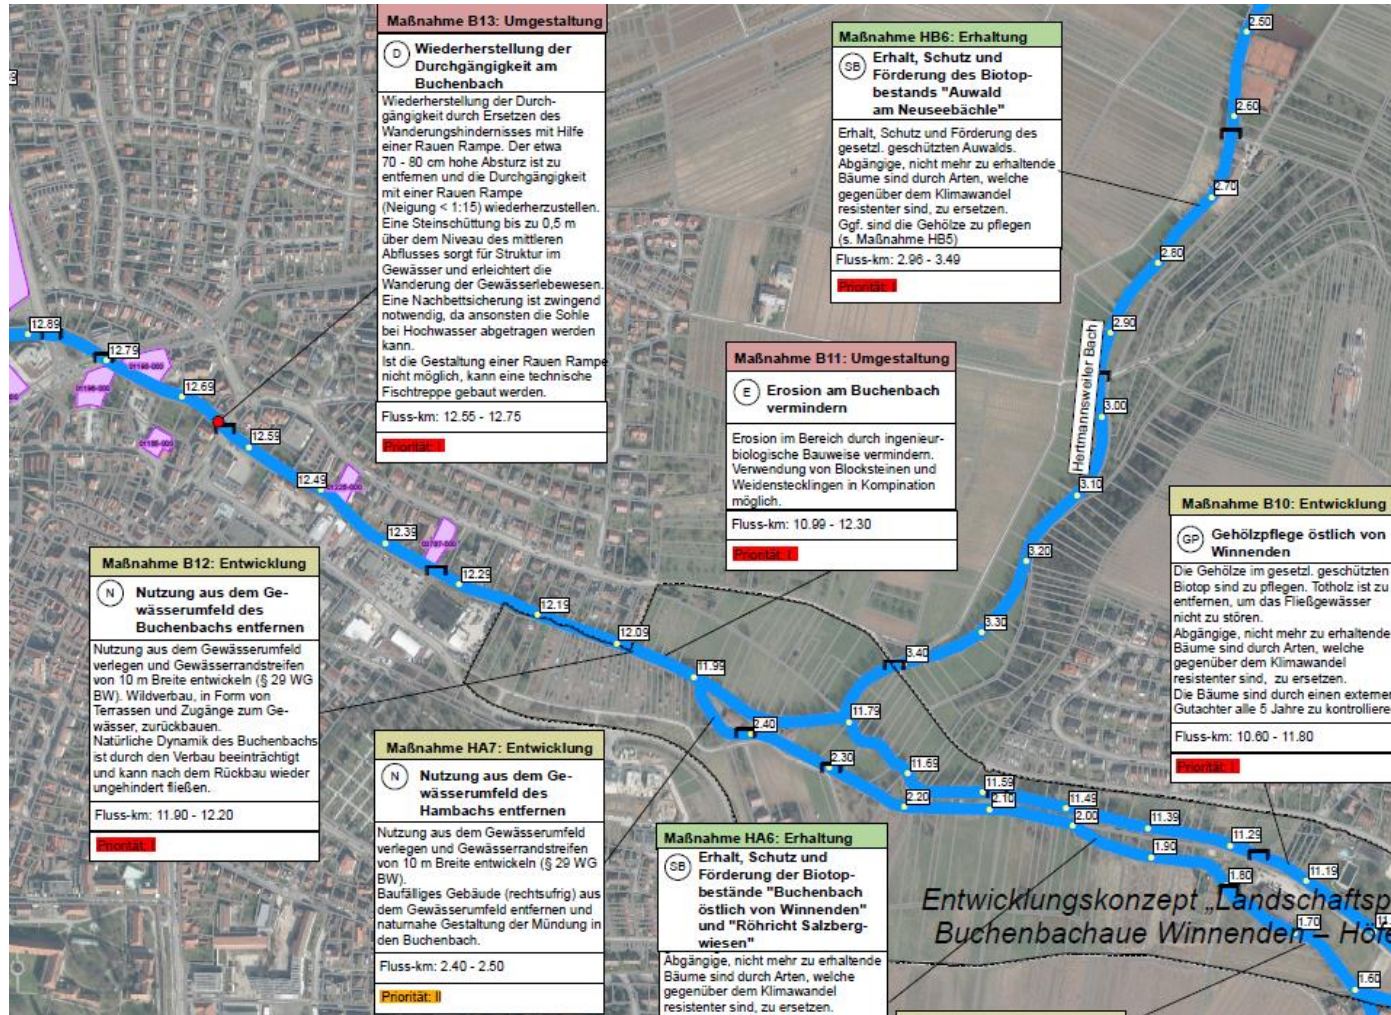 Maßnahme B13: Umgestaltung
D
Wiederherstellung der
Durchgängigkeit am
Buchenbach
Wiederherstellung der Durch-
gängigkeit durch Ersetzen des
Wanderungshindernisses mit Hilfe
einer Rauen Rampe. Der etwa
70 - 80 cm hohe Absturz ist zu
entfernen und die Durchgängigkeit
mit einer Rauen Rampe
(Neigung < 1:15) wiederherzustellen.
Eine Steinschüttung bis zu 0,5 m
über dem Niveau des mittleren
Abflusses sorgt für Struktur im
Gewässer und erleichtert die
Wanderung der Gewässerlebewesen.
Eine Nachbettsicherung ist zwingend
notwendig, da ansonsten die Sohle
bei Hochwasser abgetragen werden
kann.
Ist die Gestaltung einer Rauen Rampe
nicht möglich, kann eine technische
Fischtreppe gebaut werden.
Fluss-km: 12.55 - 12.75
Priorität: I
Maßnahme HB6: Erhaltung
SB
Erhalt, Schutz und
Förderung des Biotop-
bestands "Auwald
am Neuseebächle"
Erhalt, Schutz und Förderung des
gesetzl. geschützten Auwalds.
Abgängige, nicht mehr zu erhaltende
Bäume sind durch Arten, welche
gegenüber dem Klimawandel
resistenter sind, zu ersetzen.
Ggf. sind die Gehölze zu pflegen
(s. Maßnahme HB5)
Fluss-km: 2.96 - 3.49
Priorität: I
Maßnahme B11: Umgestaltung
E
Erosion am Buchenbach
vermindern
Erosion im Bereich durch ingenieur-
biologische Bauweise vermindern.
Verwendung von Blocksteinen und
Weidenstecklingen in Kompination
möglich.
Fluss-km: 10.99 - 12.30
Priorität: I
Maßnahme B10: Entwicklung
GP
Gehölzpflege östlich von
Winnenden
Die Gehölze im gesetzl. geschützten
Biotop sind zu pflegen. Totholz ist zu
entfernen, um das Fließgewässer
nicht zu stören.
Abgängige, nicht mehr zu erhaltende
Bäume sind durch Arten, welche
gegenüber dem Klimawandel
resistenter sind, zu ersetzen.
Die Bäume sind durch einen externen
Gutachter alle 5 Jahre zu kontrolliere
Fluss-km: 10.60 - 11.80
Priorität: I
Maßnahme B12: Entwicklung
N
Nutzung aus dem Ge-
wässerumfeld des
Buchenbachs entfernen
Nutzung aus dem Gewässerumfeld
verlegen und Gewässerrandstreifen
von 10 m Breite entwickeln (§ 29 WG
BW). Wildverbau, in Form von
Terrassen und Zugänge zum Ge-
wässer, zurückbauen.
Natürliche Dynamik des Buchenbachs
ist durch den Verbau beeinträchtigt
und kann nach dem Rückbau wieder
ungehindert fließen.
Fluss-km: 11.90 - 12.20
Priorität: I
Maßnahme HA7: Entwicklung
N
Nutzung aus dem Ge-
wässerumfeld des
Hambachs entfernen
Nutzung aus dem Gewässerumfeld
verlegen und Gewässerrandstreifen
von 10 m Breite entwickeln (§ 29 WG
BW).
Baufälliges Gebäude (rechtsufrig) aus
dem Gewässerumfeld entfernen und
naturnahe Gestaltung der Mündung in
den Buchenbach.
Fluss-km: 2.40 - 2.50
Priorität: II
Maßnahme HA6: Erhaltung
SB
Erhalt, Schutz und
Förderung der Biotop-
bestände "Buchenbach
östlich von Winnenden"
und "Röhricht Salzberg-
wiesen"
Abgängige, nicht mehr zu erhaltende
Bäume sind durch Arten, welche
gegenüber dem Klimawandel
resistenter sind, zu ersetzen.
Entwicklungskonzept „Landschaftsp
Buchenbachaue Winnenden – Höfe
Hertmannsweiler Bach
2.50
2.60
2.70
2.80
2.90
3.00
3.10
3.20
3.30
3.40
12.89
12.79
12.69
12.59
12.49
12.39
12.29
12.19
12.09
11.99
11.79
11.69
11.59
11.49
11.39
11.29
11.19
2.40
2.30
2.20
2.10
2.00
1.90
1.80
1.70
1.60